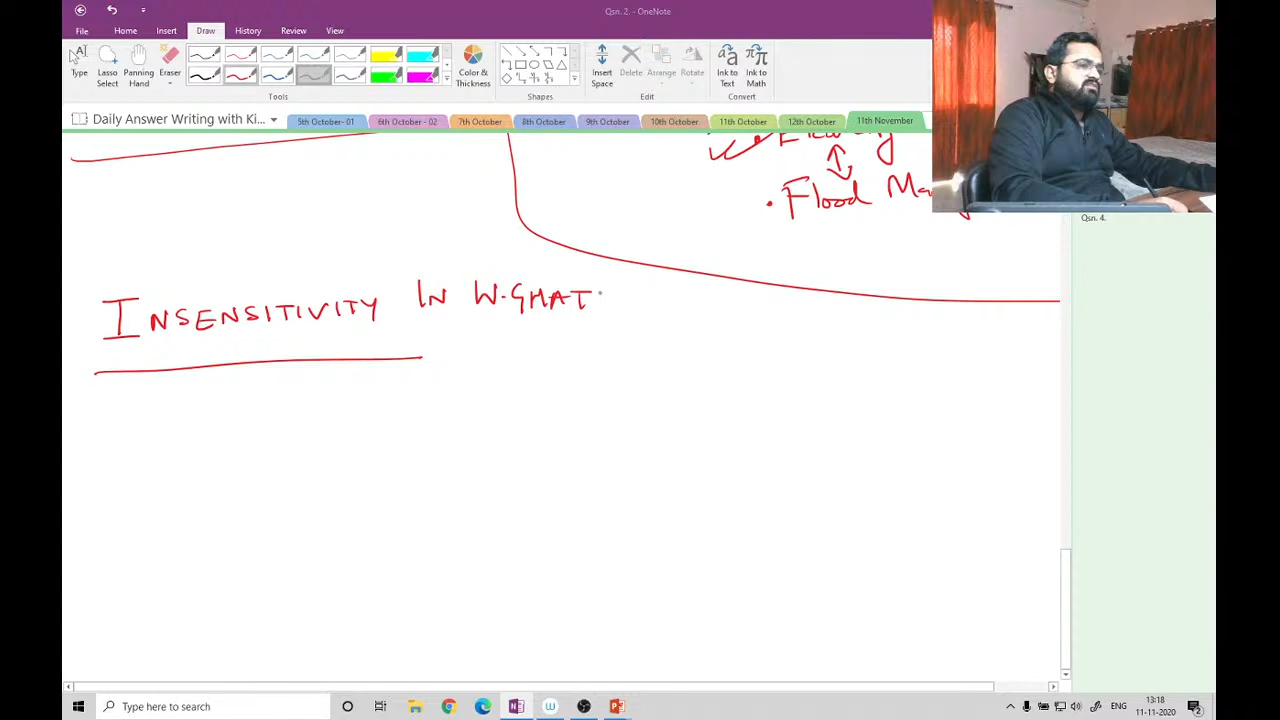 Qsn. 2. - OneNote
File Home Insert Draw History Review View
Type Lasso Select Panning Hand Eraser Color & Thickness Insert Space Delete Arrange Rotate Ink to Text Ink to Math
Tools Shapes Edit Convert
Daily Answer Writing with Ki... 5th October- 01 6th October - 02 7th October 8th October 9th October 10th October 11th October 12th October 11th November
Flood
Qsn. 4.
INSENSITIVITY IN W.GHAT
Type here to search
ENG 13:18
11-11-2020
2